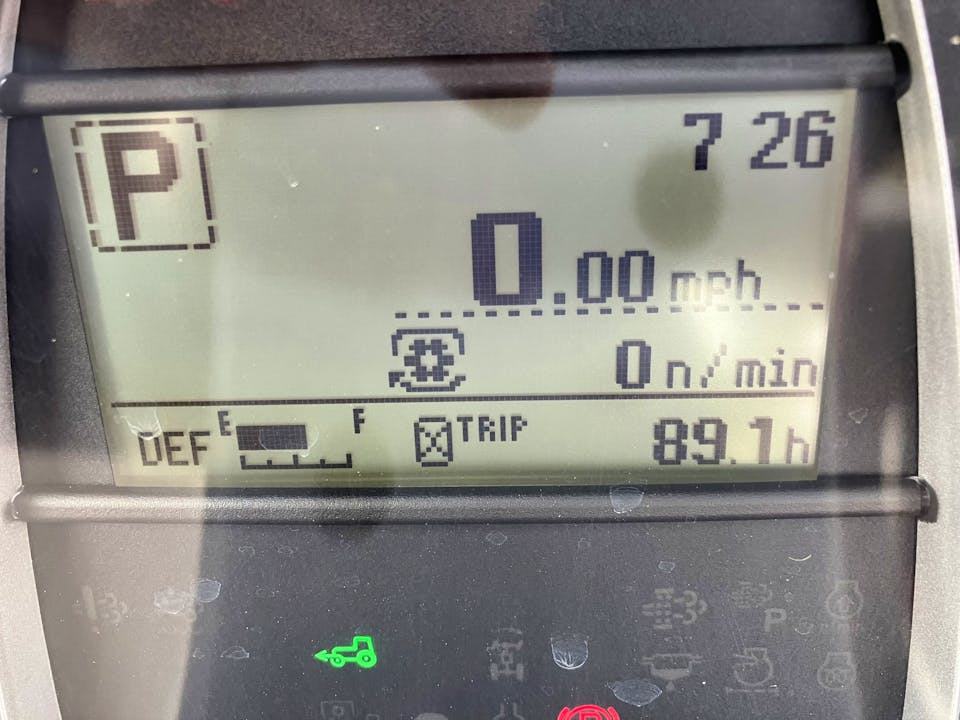 P
7 26
0.00 mph
0 n/min
DEF E F
TRIP 89.1h
P
P